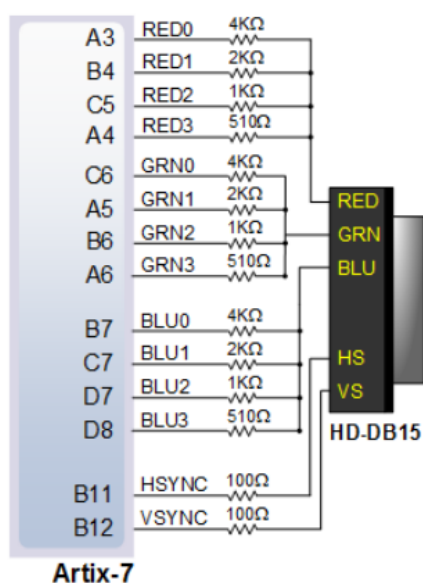 A3 RED0 4KΩ
B4 RED1 2KΩ
C5 RED2 1KΩ
A4 RED3 510Ω
C6 GRN0 4KΩ
A5 GRN1 2KΩ
B6 GRN2 1KΩ
A6 GRN3 510Ω
B7 BLU0 4KΩ
C7 BLU1 2KΩ
D7 BLU2 1KΩ
D8 BLU3 510Ω
B11 HSYNC 100Ω
B12 VSYNC 100Ω
Artix-7
RED
GRN
BLU
HS
VS
HD-DB15